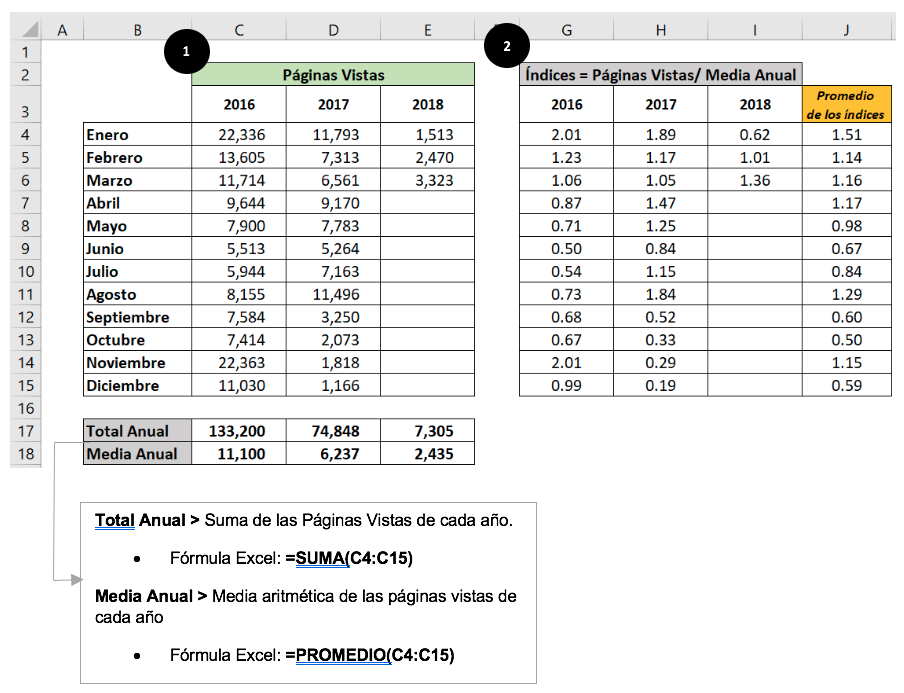 A B C D E G H I J
1 2
1
2 Páginas Vistas Índices = Páginas Vistas/ Media Anual
3 2016 2017 2018 2016 2017 2018 Promedio de los índices
4 Enero 22,336 11,793 1,513 2.01 1.89 0.62 1.51
5 Febrero 13,605 7,313 2,470 1.23 1.17 1.01 1.14
6 Marzo 11,714 6,561 3,323 1.06 1.05 1.36 1.16
7 Abril 9,644 9,170 0.87 1.47 1.17
8 Mayo 7,900 7,783 0.71 1.25 0.98
9 Junio 5,513 5,264 0.50 0.84 0.67
10 Julio 5,944 7,163 0.54 1.15 0.84
11 Agosto 8,155 11,496 0.73 1.84 1.29
12 Septiembre 7,584 3,250 0.68 0.52 0.60
13 Octubre 7,414 2,073 0.67 0.33 0.50
14 Noviembre 22,363 1,818 2.01 0.29 1.15
15 Diciembre 11,030 1,166 0.99 0.19 0.59
16
17 Total Anual 133,200 74,848 7,305
18 Media Anual 11,100 6,237 2,435
Total Anual > Suma de las Páginas Vistas de cada año.
• Fórmula Excel: =SUMA(C4:C15)
Media Anual > Media aritmética de las páginas vistas de
cada año
• Fórmula Excel: =PROMEDIO(C4:C15)